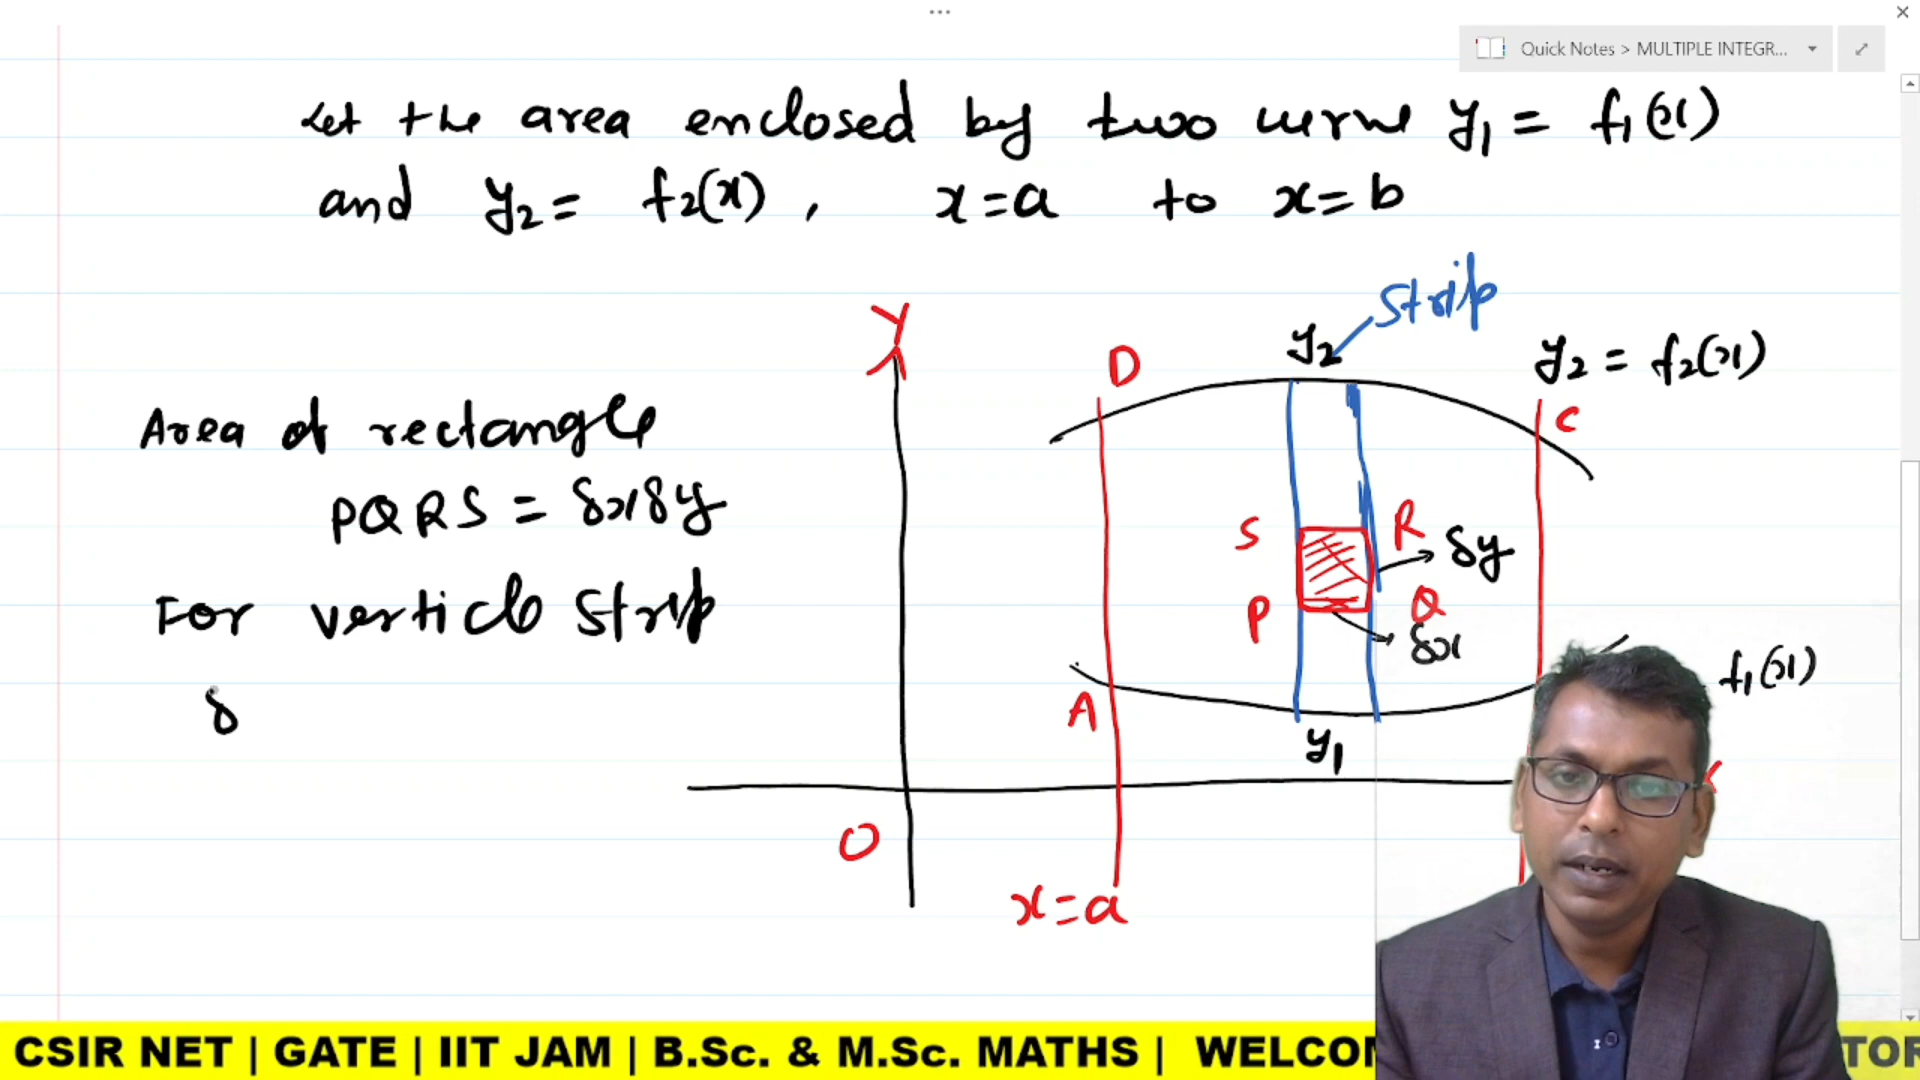 Quick Notes > MULTIPLE INTEGR...
Let the area enclosed by two curve y₁ = f₁(x)
and y₂ = f₂(x), x=a to x=b
Strip
Y
y₂
D
y₂ = f₂(x)
C
Area of rectangle
PQRS = δxδy
S
R
δy
P
Q
δx
For verticle Strip
f₁(x)
δ
A
y₁
O
x=a
CSIR NET | GATE | IIT JAM | B.Sc. & M.Sc. MATHS | WELCOM
TOR